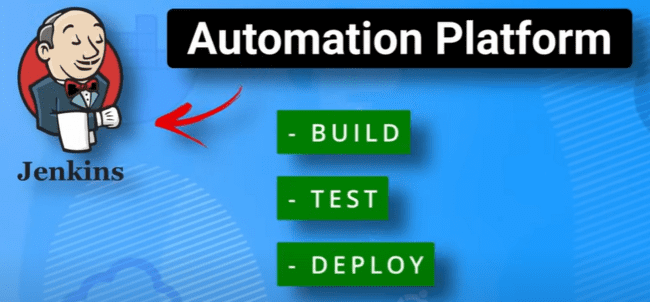 Automation Platform
Jenkins
- BUILD
- TEST
- DEPLOY